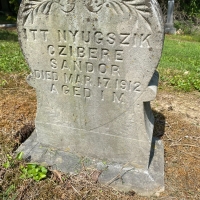 ITT NYUGSZIK
CZIBERE
SANDOR
DIED MAR. 17, 1912
AGED 1 M.